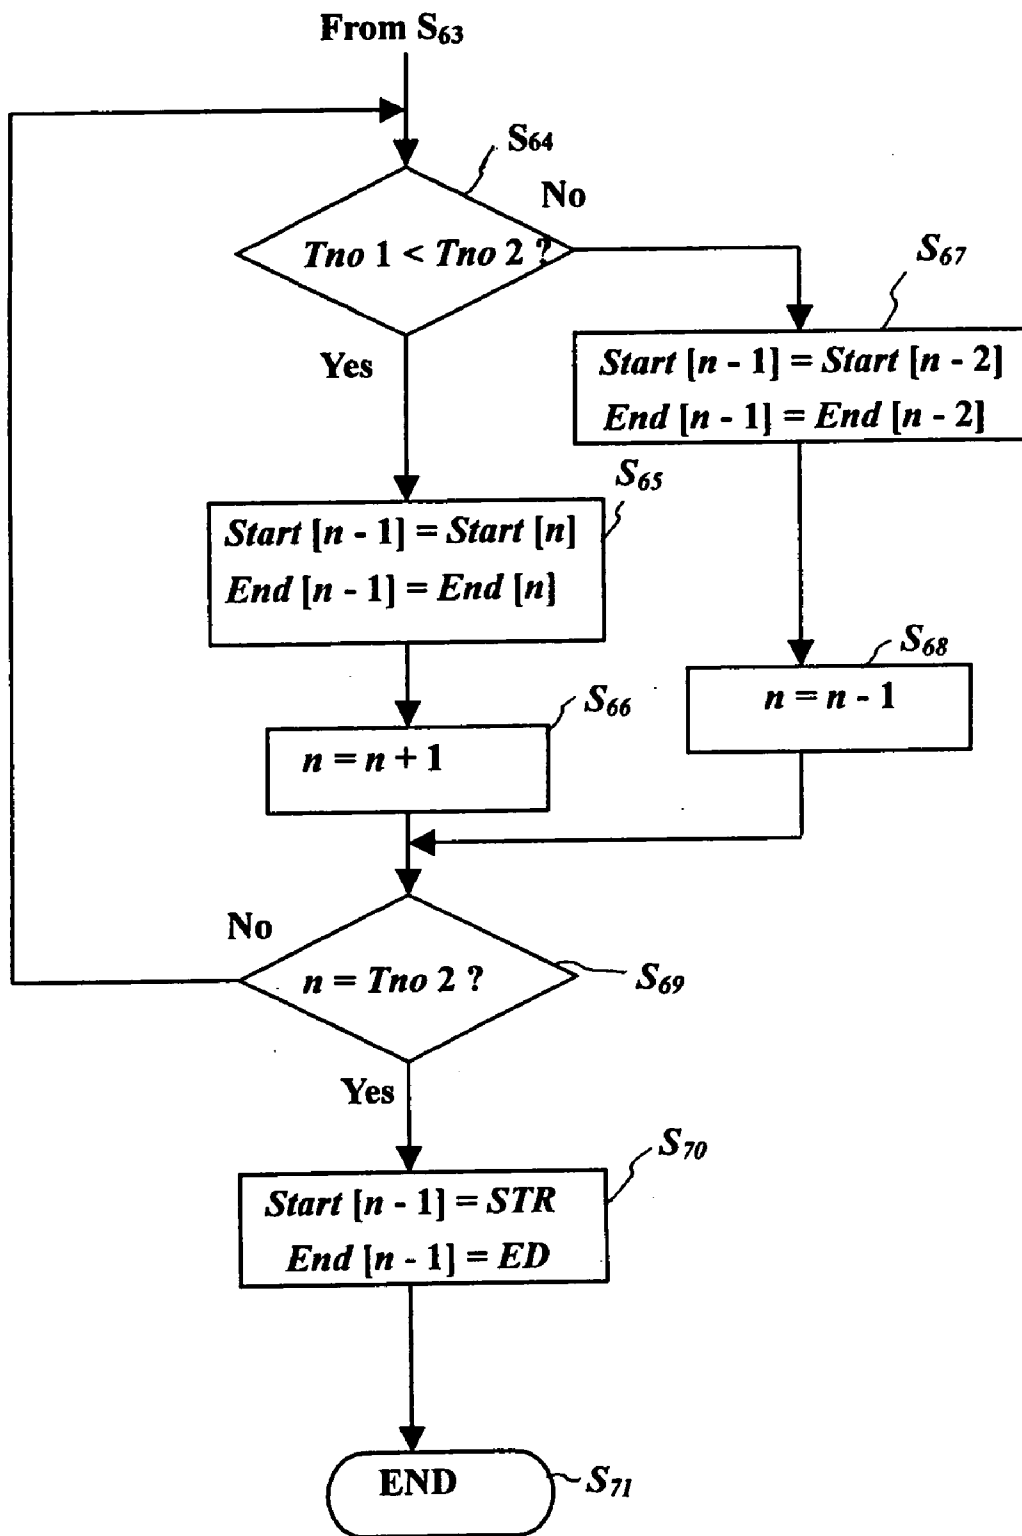 From S63
S64
No
Tno 1 < Tno 2 ?
S67
Yes
Start [n - 1] = Start [n - 2]
End [n - 1] = End [n - 2]
S65
Start [n - 1] = Start [n]
End [n - 1] = End [n]
S68
n = n - 1
S66
n = n + 1
No
n = Tno 2 ?
S69
Yes
S70
Start [n - 1] = STR
End [n - 1] = ED
END
S71